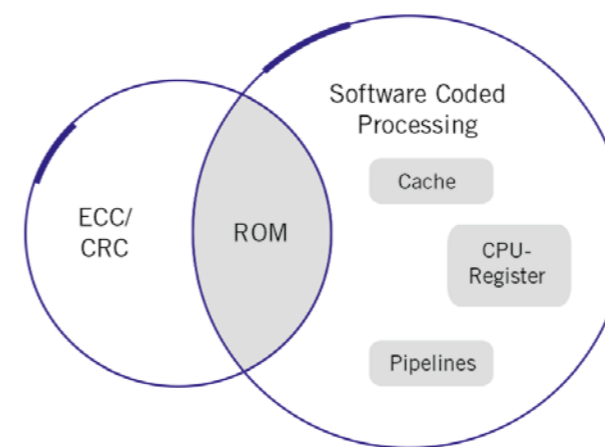 ECC/
CRC
ROM
Software Coded
Processing
Cache
CPU-
Register
Pipelines